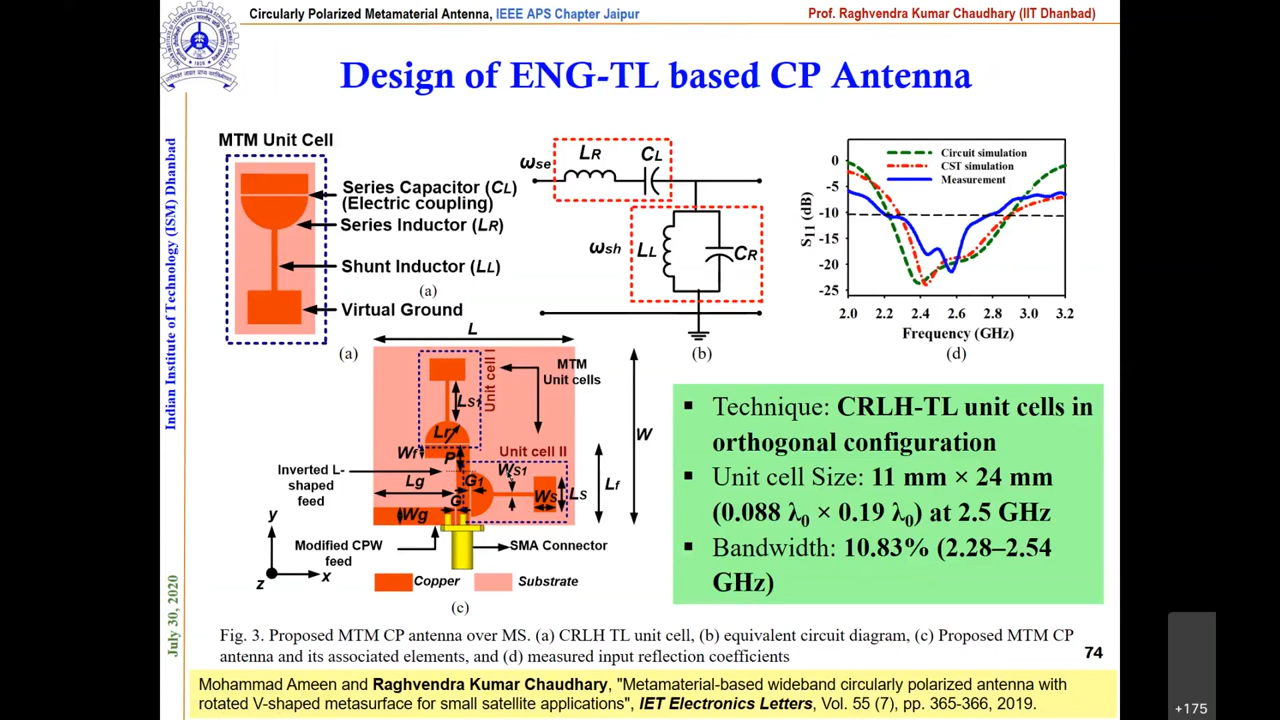 Circularly Polarized Metamaterial Antenna, IEEE APS Chapter Jaipur
Prof. Raghvendra Kumar Chaudhary (IIT Dhanbad)
Design of ENG-TL based CP Antenna
Indian Institute of Technology (ISM) Dhanbad
July 30, 2020
MTM Unit Cell
Series Capacitor (CL)
(Electric coupling)
Series Inductor (LR)
Shunt Inductor (LL)
(a)
Virtual Ground
(a)
ωse
LR
CL
ωsh
LL
CR
(b)
S11 (dB)
0
-5
-10
-15
-20
-25
Circuit simulation
CST simulation
Measurement
2.0 2.2 2.4 2.6 2.8 3.0 3.2
Frequency (GHz)
(d)
L
MTM
Unit cells
Unit cell I
LS1
Lr
Wf
P
Unit cell II
W
Inverted L-
shaped
feed
WS1
Lg
G1
G
WS
LS
Lf
Wg
y
x
z
Modified CPW
feed
SMA Connector
Copper
Substrate
(c)
▪ Technique: CRLH-TL unit cells in
orthogonal configuration
▪ Unit cell Size: 11 mm × 24 mm
(0.088 λ0 × 0.19 λ0) at 2.5 GHz
▪ Bandwidth: 10.83% (2.28–2.54
GHz)
Fig. 3. Proposed MTM CP antenna over MS. (a) CRLH TL unit cell, (b) equivalent circuit diagram, (c) Proposed MTM CP
antenna and its associated elements, and (d) measured input reflection coefficients
74
Mohammad Ameen and Raghvendra Kumar Chaudhary, "Metamaterial-based wideband circularly polarized antenna with
rotated V-shaped metasurface for small satellite applications", IET Electronics Letters, Vol. 55 (7), pp. 365-366, 2019.
+175